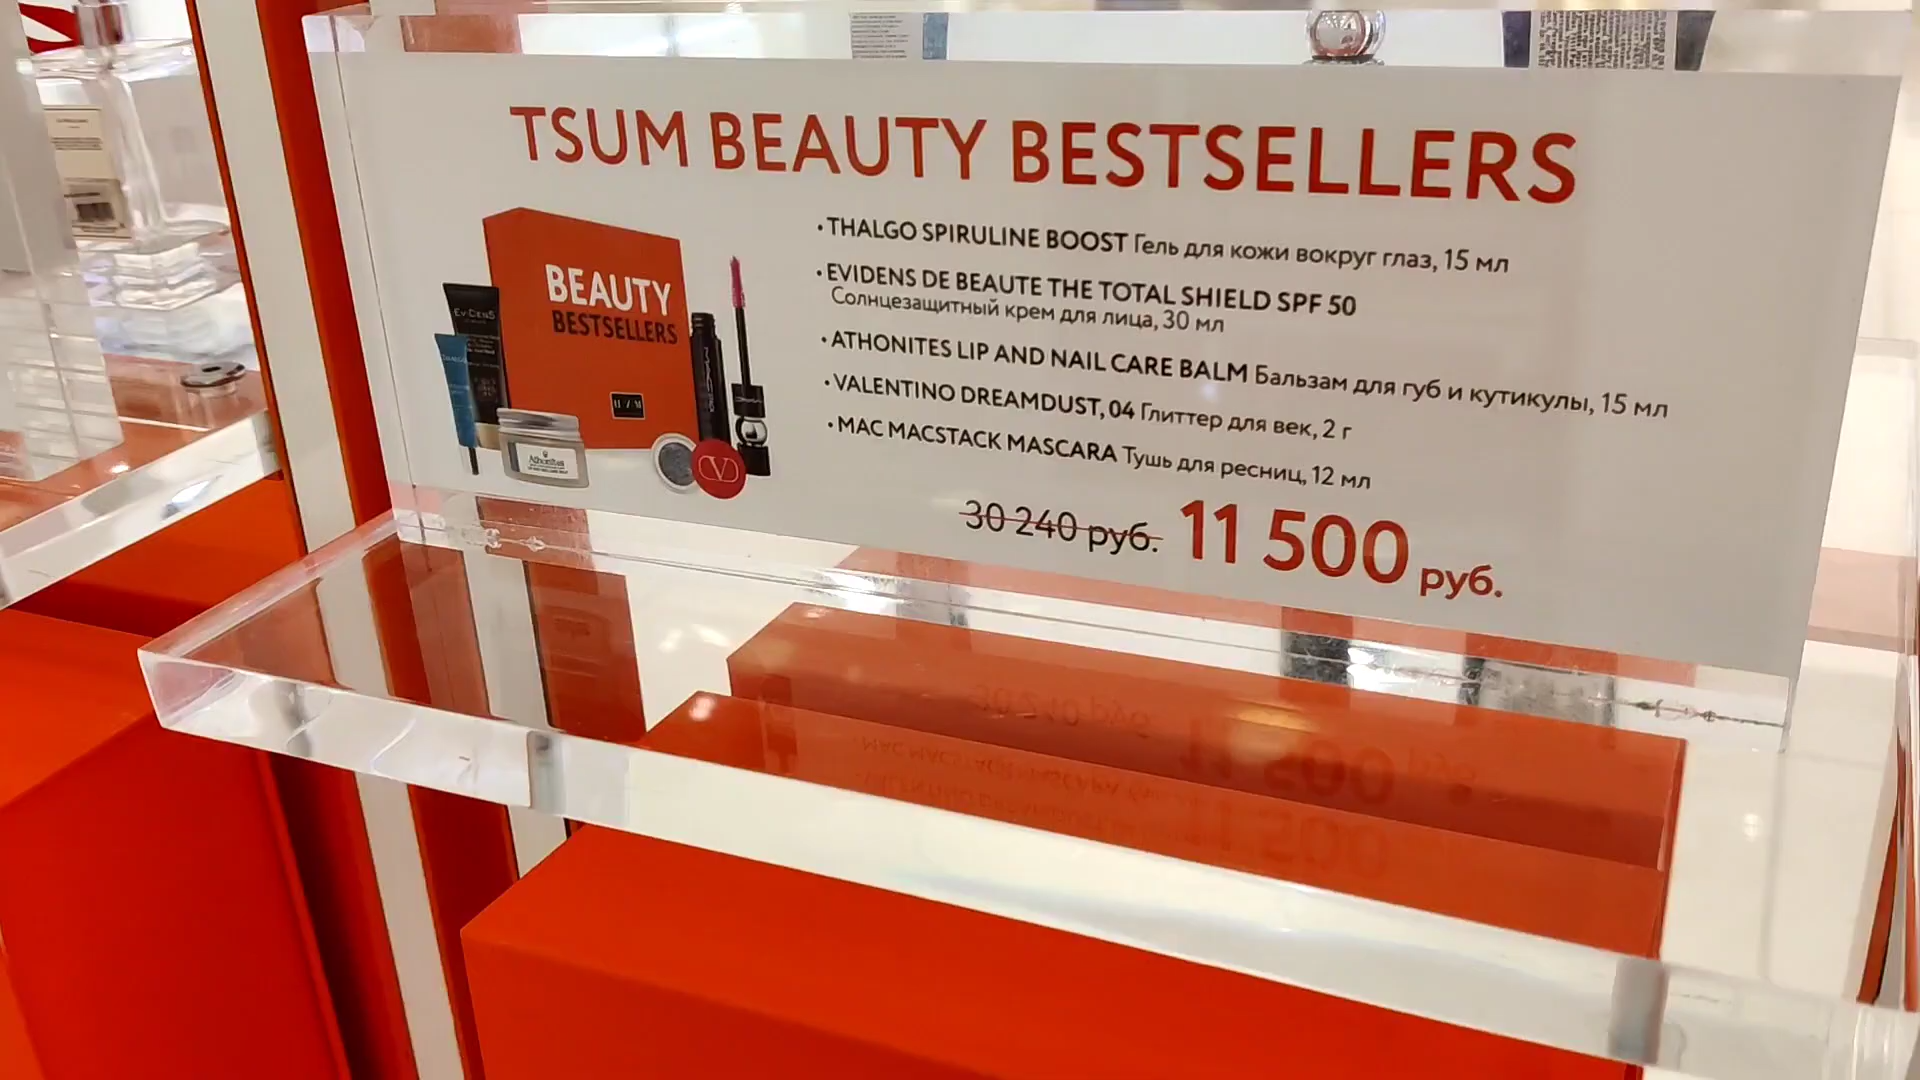 TSUM BEAUTY BESTSELLERS
• THALGO SPIRULINE BOOST Гель для кожи вокруг глаз, 15 мл
• EVIDENS DE BEAUTE THE TOTAL SHIELD SPF 50
Солнцезащитный крем для лица, 30 мл
• ATHONITES LIP AND NAIL CARE BALM Бальзам для губ и кутикулы, 15 мл
• VALENTINO DREAMDUST, 04 Глиттер для век, 2 г
• MAC MACSTACK MASCARA Тушь для ресниц, 12 мл
30 240 руб. 11 500 руб.
BEAUTY
BESTSELLERS
EviDenS
Athonites
MAC